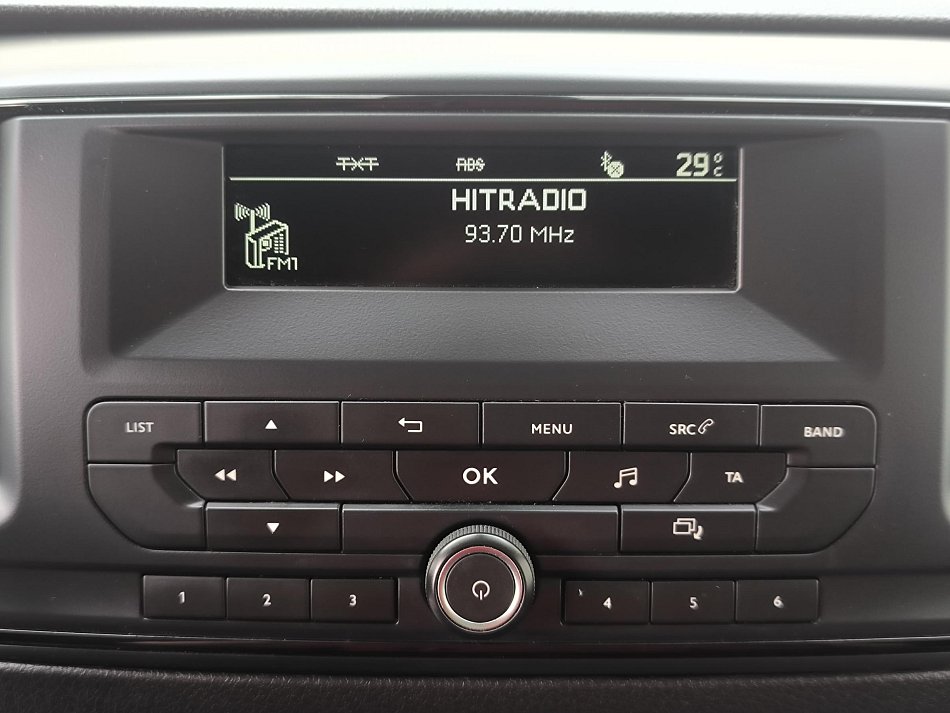 TXT RDS 29°C
HITRADIO
93.70 MHz
FM1
LIST MENU SRC BAND
OK TA
1 2 3 4 5 6